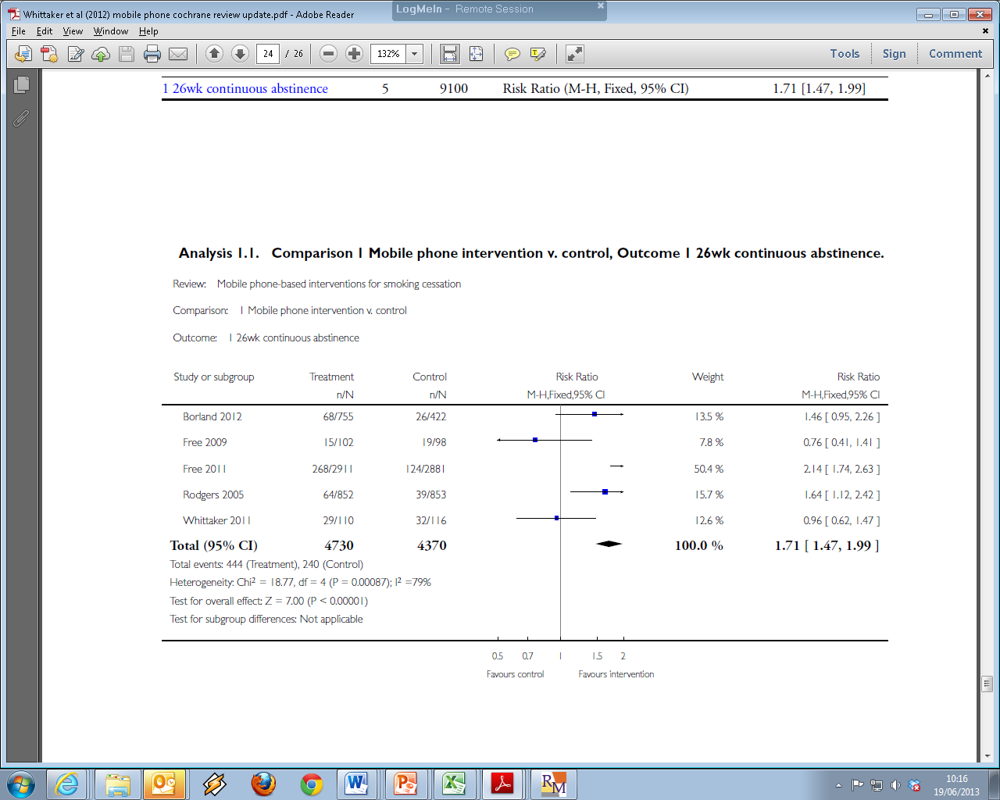 LogMeIn - Remote Session
Whittaker et al (2012) mobile phone cochrane review update.pdf - Adobe Reader
File Edit View Window Help
24 / 26 132% Tools Sign Comment
1 26wk continuous abstinence 5 9100 Risk Ratio (M-H, Fixed, 95% CI) 1.71 [1.47, 1.99]
Analysis 1.1. Comparison 1 Mobile phone intervention v. control, Outcome 1 26wk continuous abstinence.
Review: Mobile phone-based interventions for smoking cessation
Comparison: 1 Mobile phone intervention v. control
Outcome: 1 26wk continuous abstinence
Study or subgroup Treatment Control Risk Ratio Weight Risk Ratio
n/N n/N M-H,Fixed,95% CI M-H,Fixed,95% CI
Borland 2012 68/755 26/422 13.5 % 1.46 [ 0.95, 2.26 ]
Free 2009 15/102 19/98 7.8 % 0.76 [ 0.41, 1.41 ]
Free 2011 268/2911 124/2881 50.4 % 2.14 [ 1.74, 2.63 ]
Rodgers 2005 64/852 39/853 15.7 % 1.64 [ 1.12, 2.42 ]
Whittaker 2011 29/110 32/116 12.6 % 0.96 [ 0.62, 1.47 ]
Total (95% CI) 4730 4370 100.0 % 1.71 [ 1.47, 1.99 ]
Total events: 444 (Treatment), 240 (Control)
Heterogeneity: Chi² = 18.77, df = 4 (P = 0.00087); I² =79%
Test for overall effect: Z = 7.00 (P < 0.00001)
Test for subgroup differences: Not applicable
0.5 0.7 1 1.5 2
Favours control Favours intervention
10:16
19/06/2013